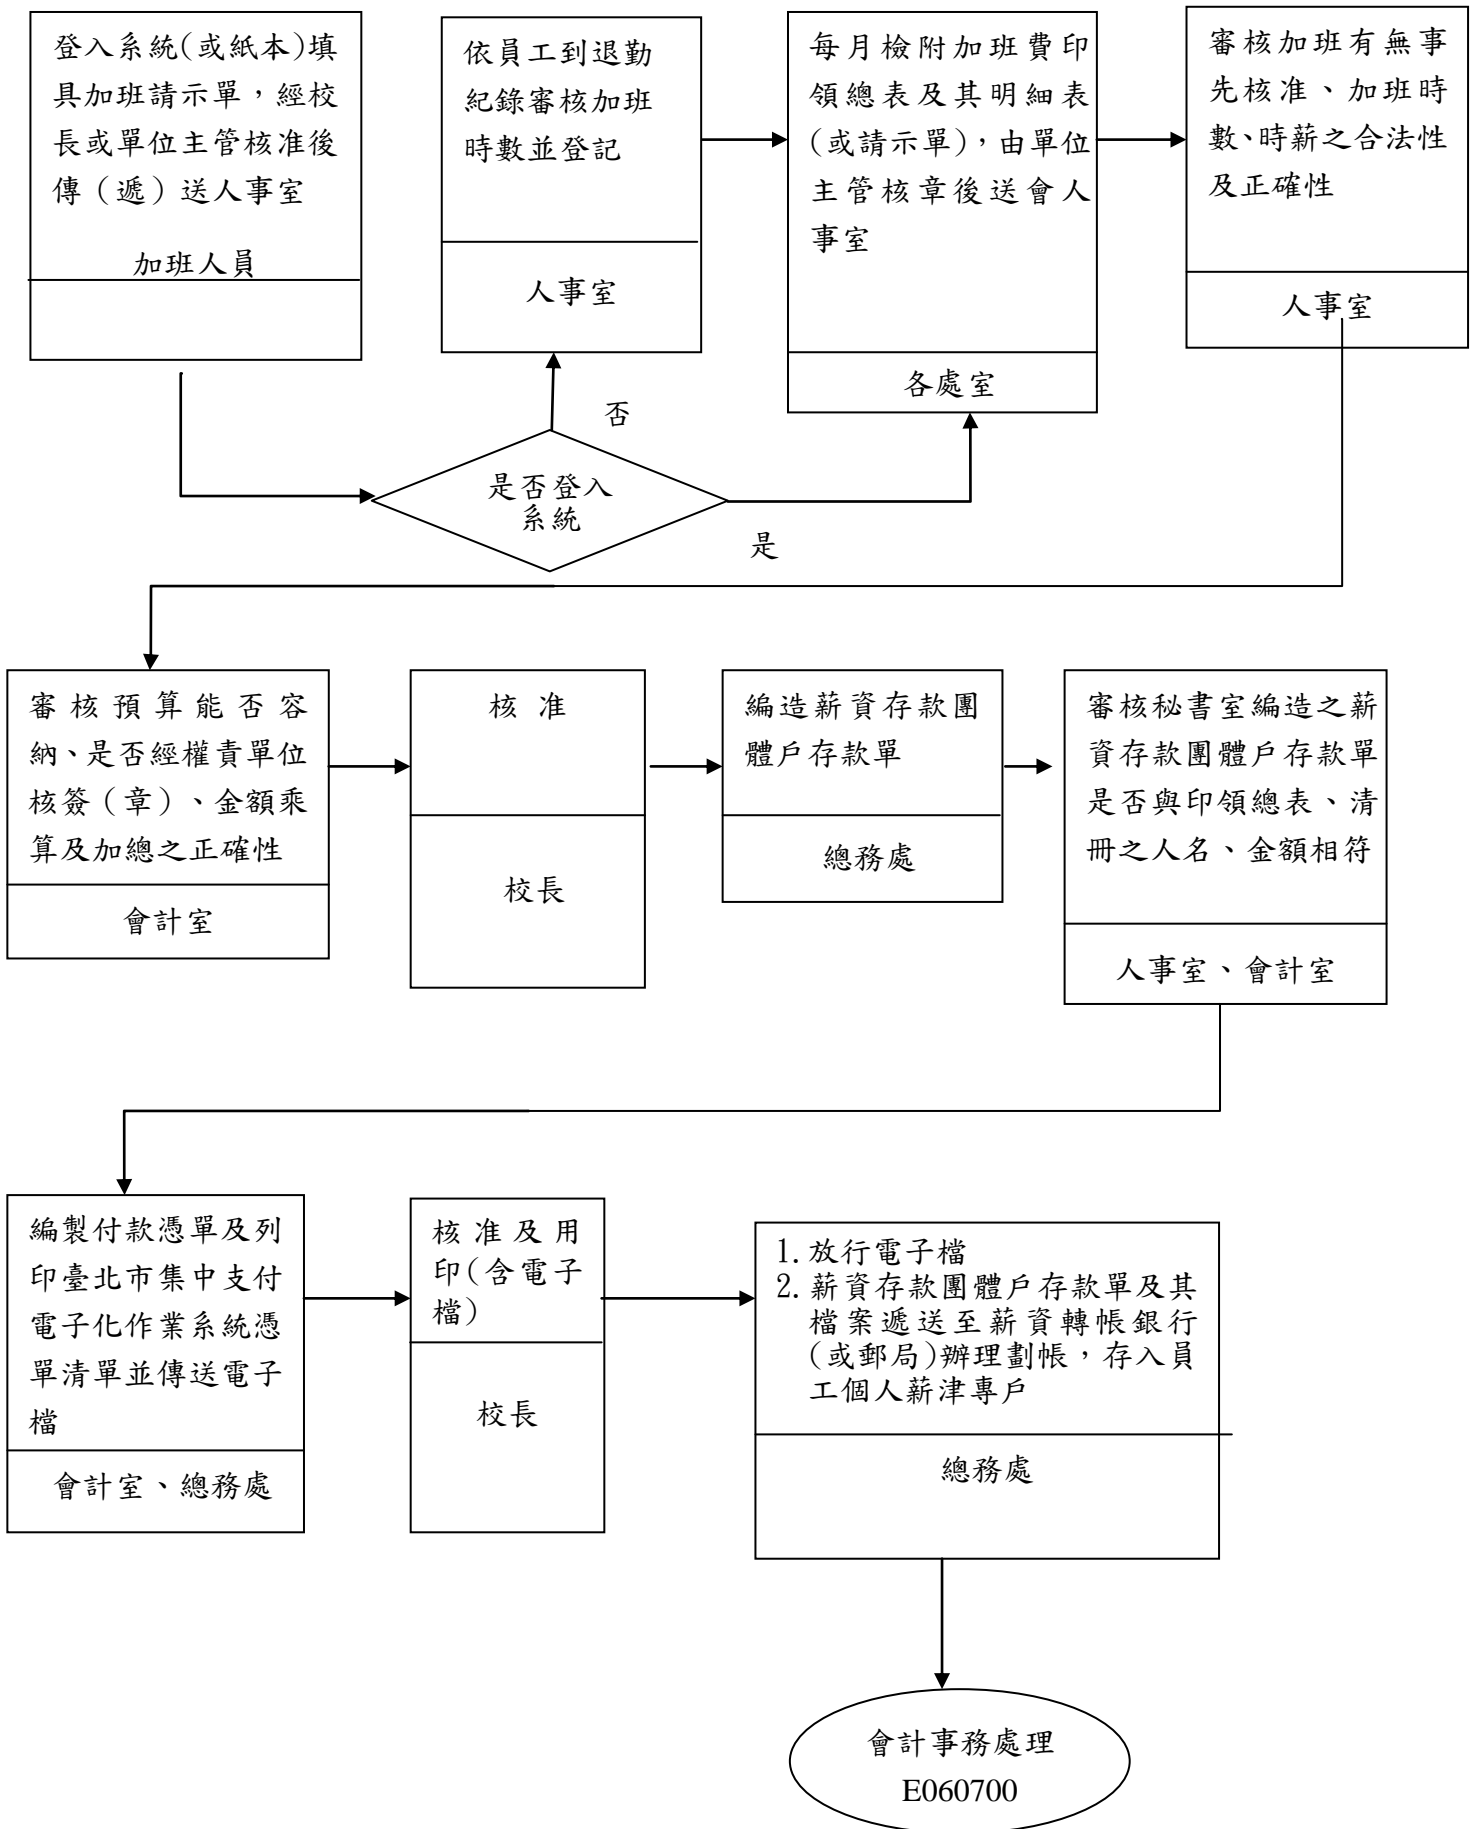 登入系統(或紙本)填
具加班請示單，經校
長或單位主管核准後
傳（遞）送人事室
加班人員
依員工到退勤
紀錄審核加班
時數並登記
人事室
每月檢附加班費印
領總表及其明細表
(或請示單)，由單位
主管核章後送會人
事室
各處室
審核加班有無事
先核准、加班時
數、時薪之合法性
及正確性
人事室
否
是否登入
系統
是
審核預算能否容
納、是否經權責單位
核簽（章）、金額乘
算及加總之正確性
會計室
核准
校長
編造薪資存款團
體戶存款單
總務處
審核秘書室編造之薪
資存款團體戶存款單
是否與印領總表、清
冊之人名、金額相符
人事室、會計室
編製付款憑單及列
印臺北市集中支付
電子化作業系統憑
單清單並傳送電子
檔
會計室、總務處
核准及用
印(含電子
檔)
校長
1.放行電子檔
2.薪資存款團體戶存款單及其
檔案遞送至薪資轉帳銀行
(或郵局)辦理劃帳，存入員
工個人薪津專戶
總務處
會計事務處理
E060700